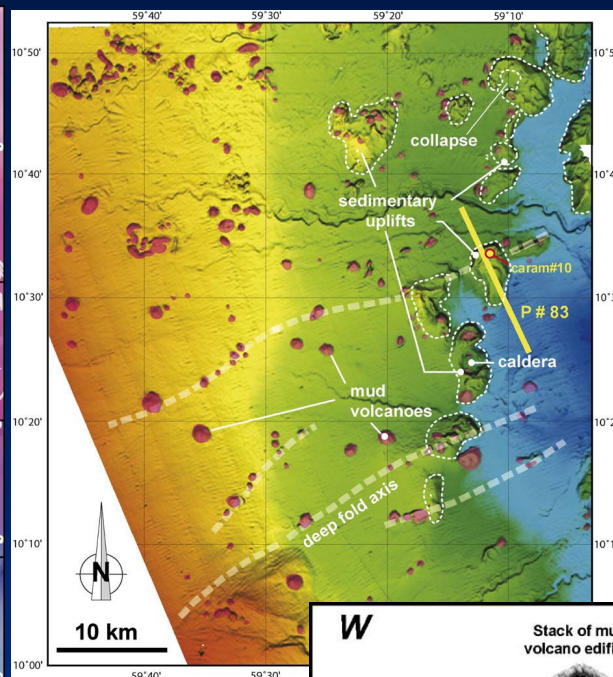 59°40' 59°30' 59°20' 59°10'
10°50'
collapse
10°40'
sedimentary
uplifts
caram#10
10°30'
P # 83
caldera
mud
volcanoes
10°20'
deep fold axis
10°10'
N
10 km
10°00'
59°40' 59°30'
W
Stack of
volcano